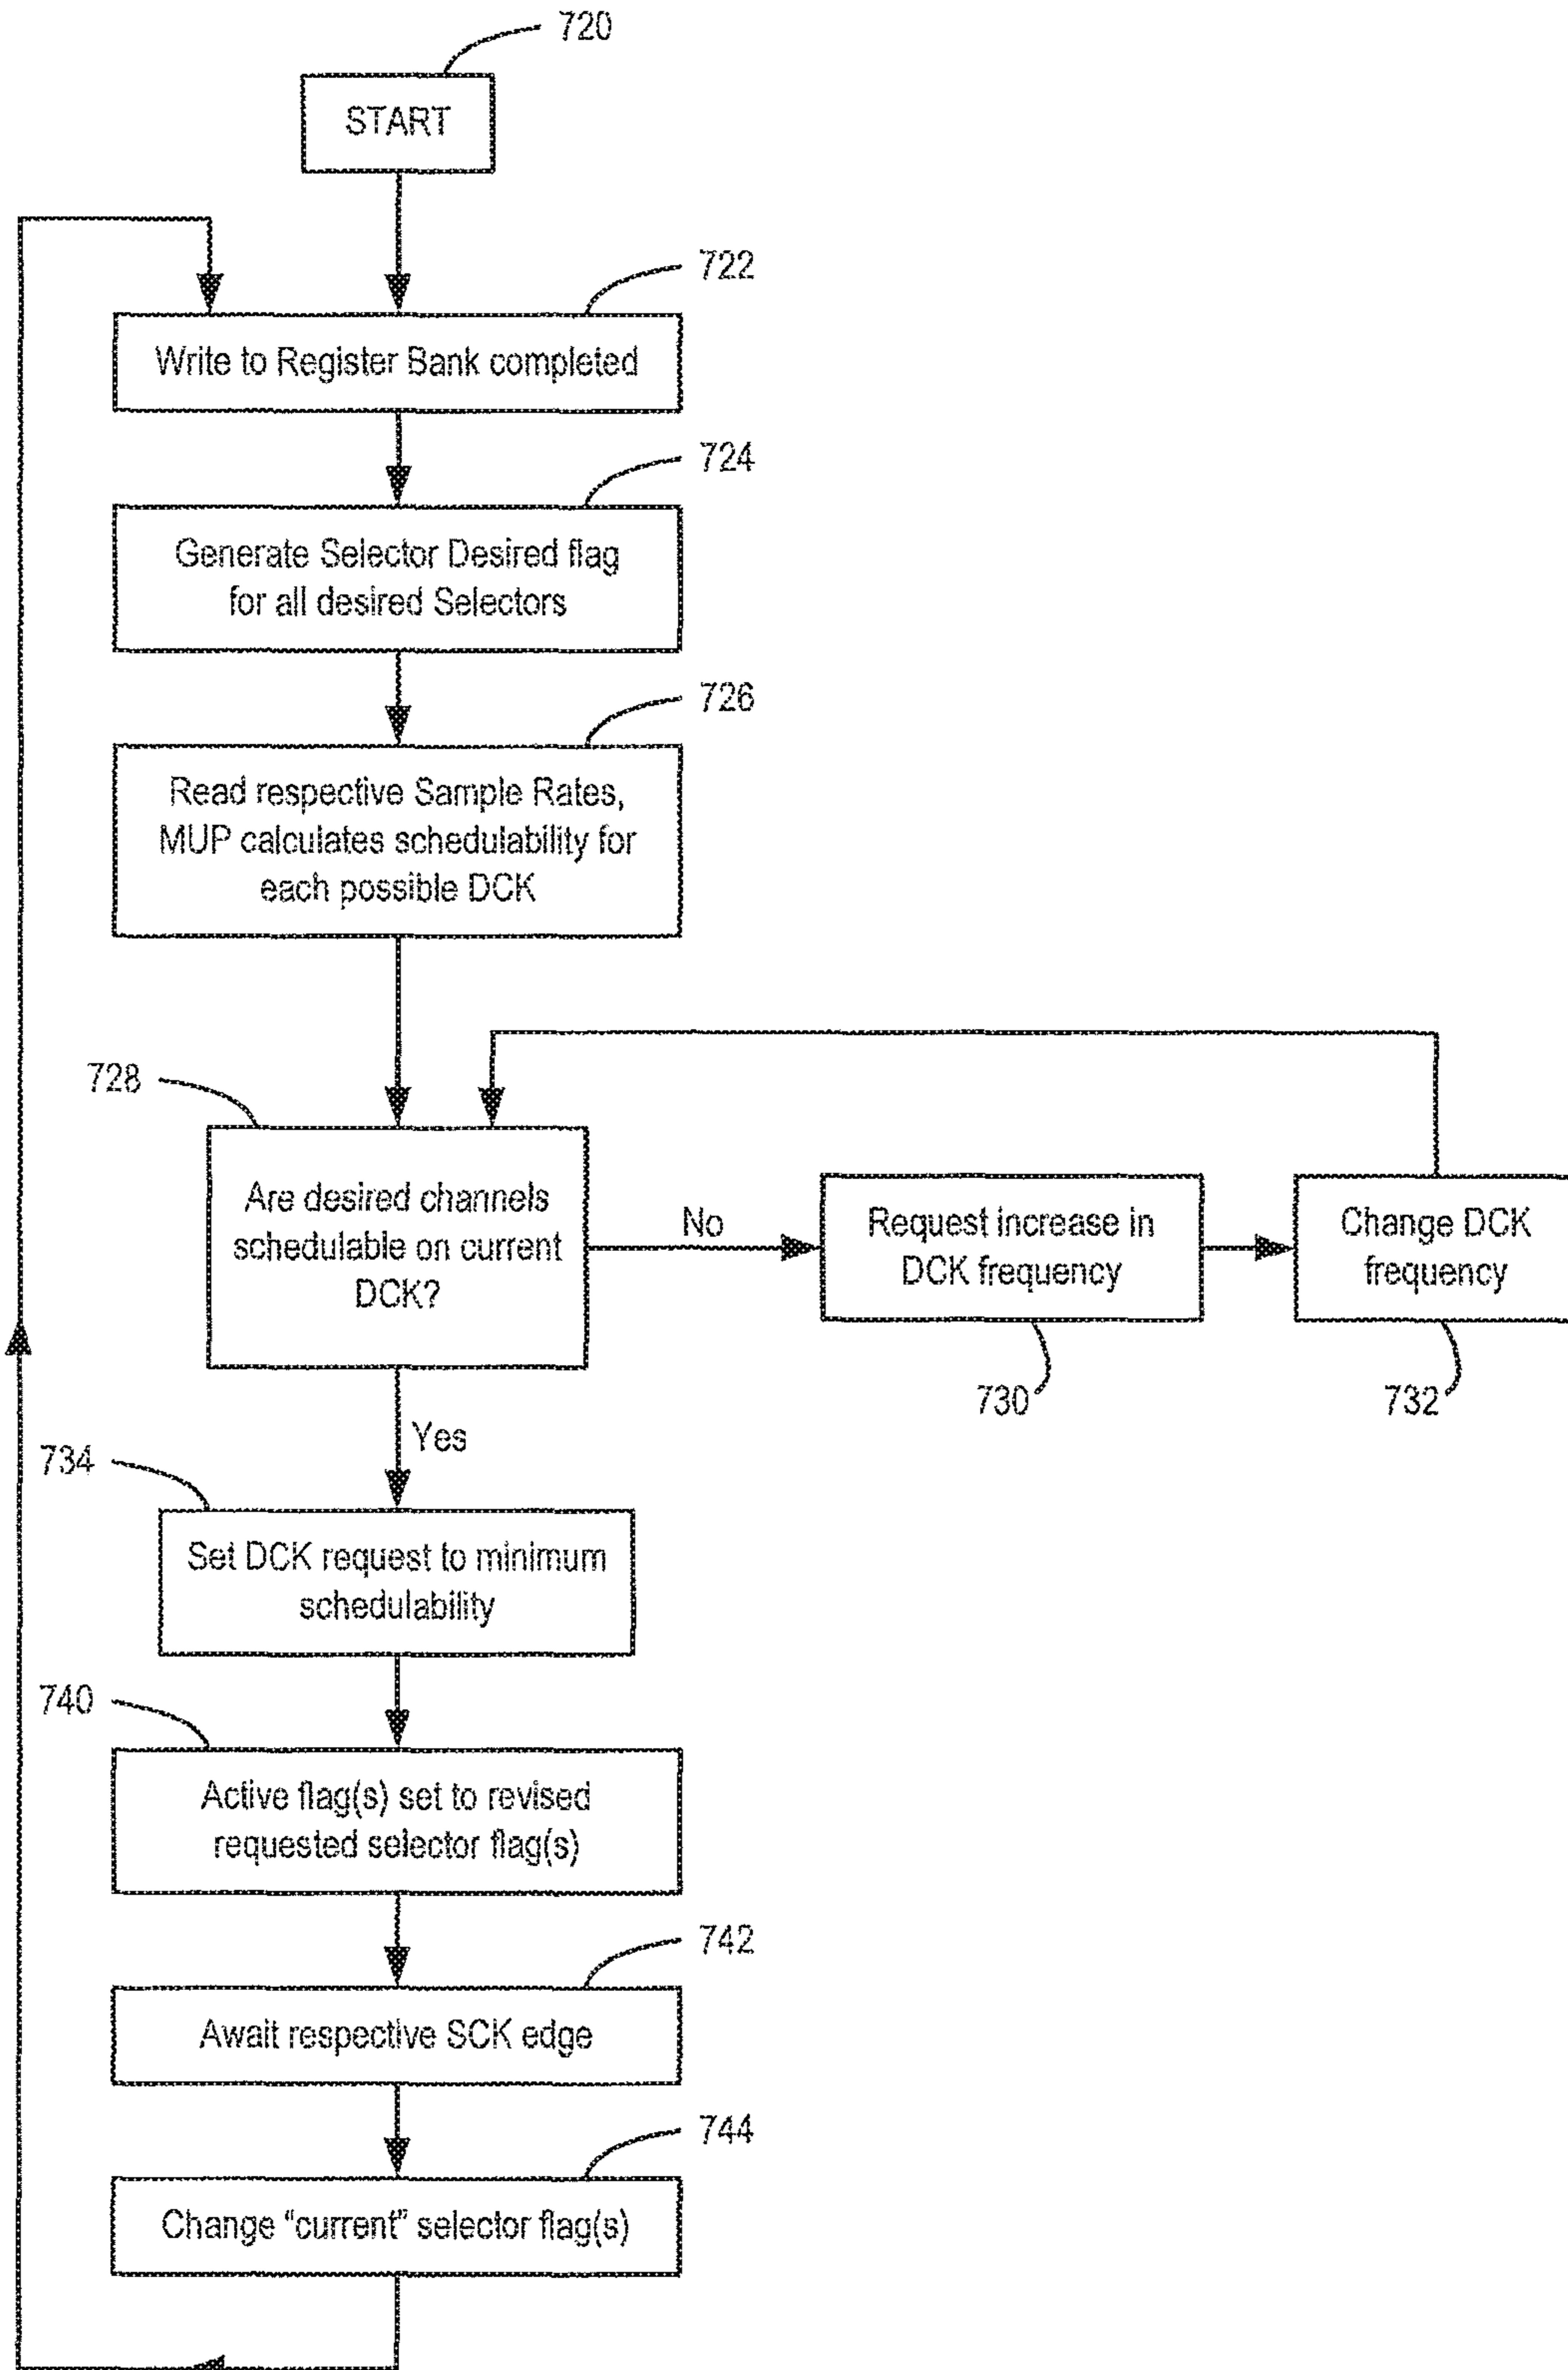 720
START
722
Write to Register Bank completed
724
Generate Selector Desired flag
for all desired Selectors
726
Read respective Sample Rates,
MUP calculates schedulability for
each possible DCK
728
Are desired channels
schedulable on current
DCK?
No
Request increase in
DCK frequency
730
Change DCK
frequency
732
Yes
734
Set DCK request to minimum
schedulability
740
Active flag(s) set to revised
requested selector flag(s)
742
Await respective SCK edge
744
Change “current” selector flag(s)